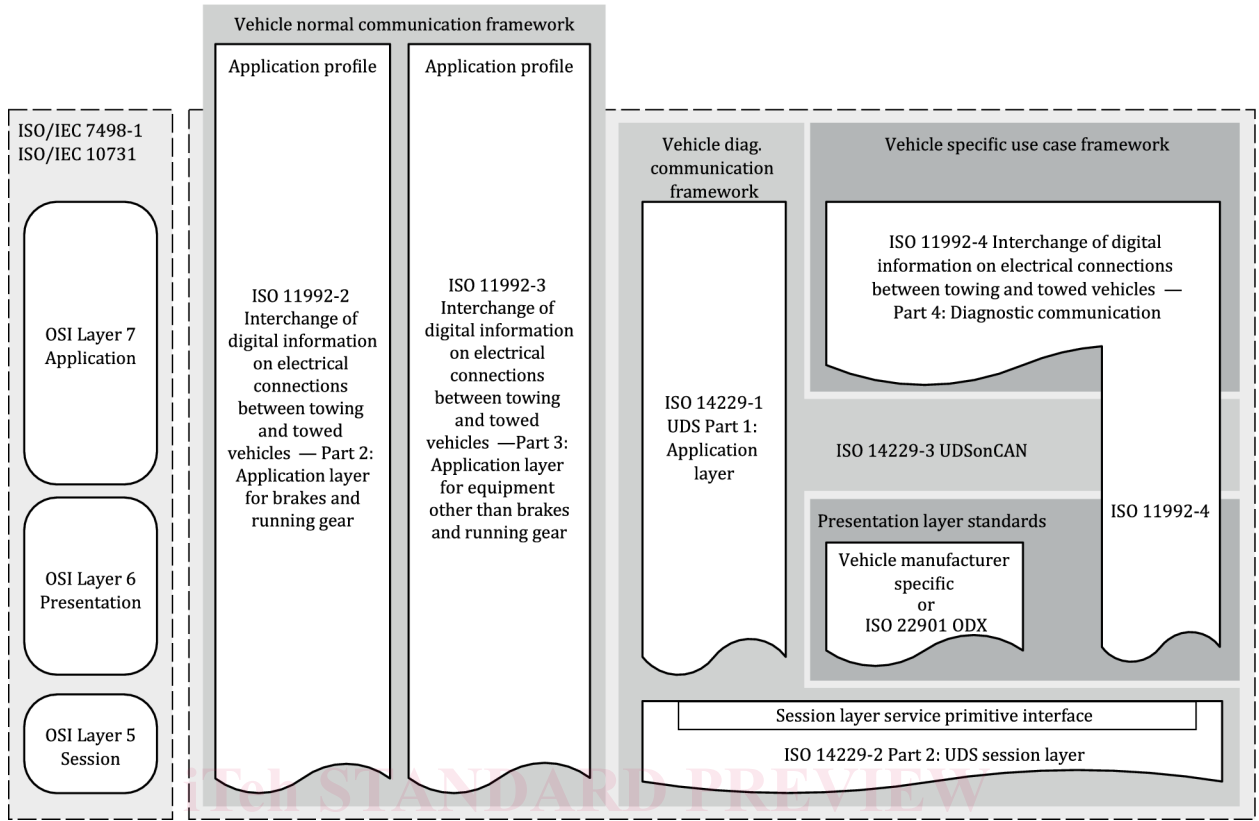 Vehicle normal communication framework
Application profile
Application profile
ISO/IEC 7498-1
ISO/IEC 10731
Vehicle diag.
communication
framework
Vehicle specific use case framework
OSI Layer 7
Application
ISO 11992-2
Interchange of
digital information
on electrical
connections
between towing
and towed
vehicles — Part 2:
Application layer
for brakes and
running gear
ISO 11992-3
Interchange of
digital information
on electrical
connections
between towing
and towed
vehicles —Part 3:
Application layer
for equipment
other than brakes
and running gear
ISO 14229-1
UDS Part 1:
Application
layer
ISO 11992-4 Interchange of digital
information on electrical connections
between towing and towed vehicles —
Part 4: Diagnostic communication
ISO 14229-3 UDSonCAN
ISO 11992-4
OSI Layer 6
Presentation
Presentation layer standards
Vehicle manufacturer
specific
or
ISO 22901 ODX
OSI Layer 5
Session
Session layer service primitive interface
ISO 14229-2 Part 2: UDS session layer
iTeh STANDARD PREVIEW